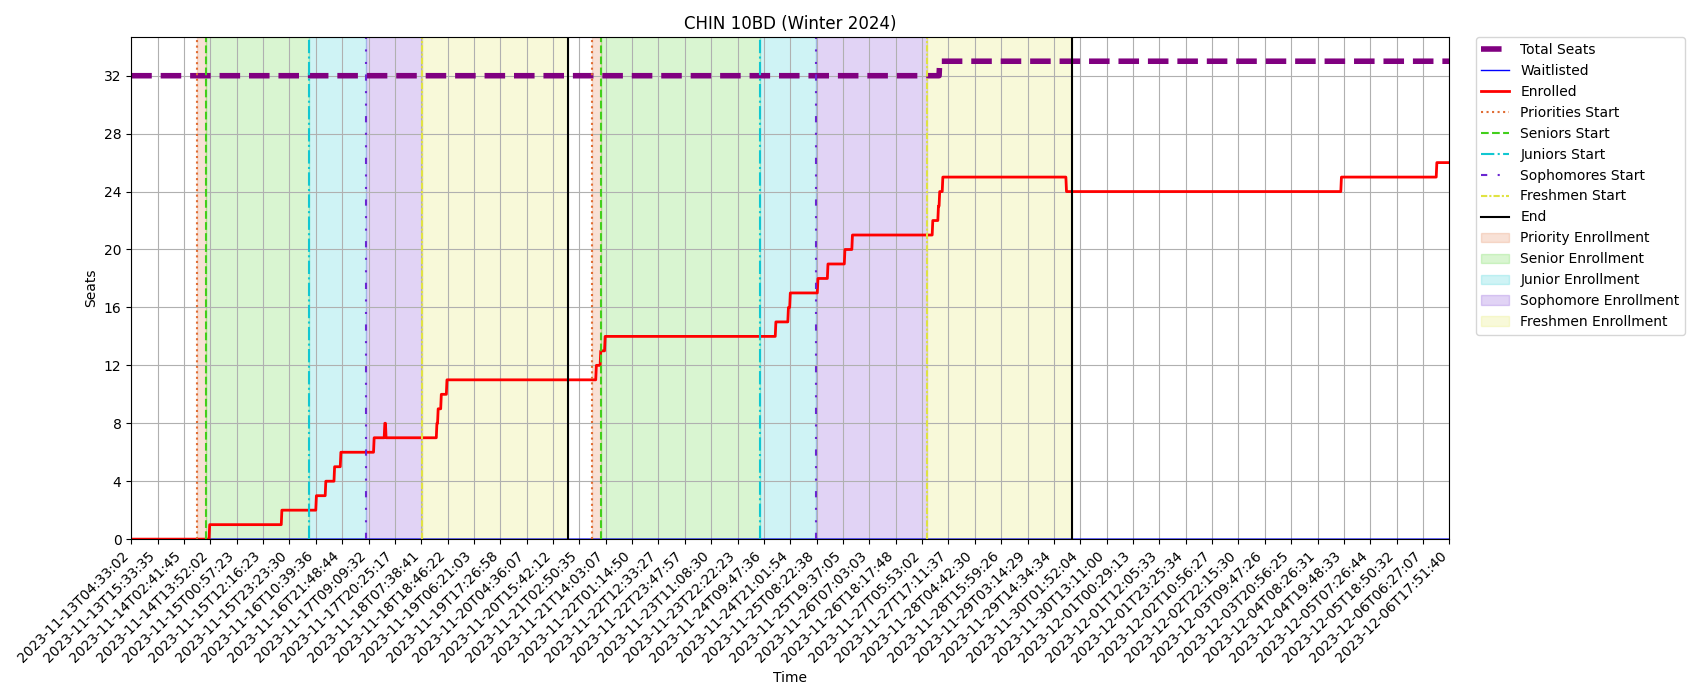 CHIN 10BD (Winter 2024)
Seats
32
28
24
20
16
12
8
4
0
2023-11-13T04:33:02
2023-11-13T15:33:35
2023-11-14T02:41:45
2023-11-14T13:52:02
2023-11-15T00:57:23
2023-11-15T12:16:23
2023-11-15T23:23:30
2023-11-16T10:39:36
2023-11-16T21:48:44
2023-11-17T09:09:32
2023-11-17T20:25:17
2023-11-18T07:38:41
2023-11-18T18:46:22
2023-11-19T06:21:03
2023-11-19T17:26:58
2023-11-20T04:36:07
2023-11-20T15:42:12
2023-11-21T02:50:35
2023-11-21T14:03:07
2023-11-22T01:14:50
2023-11-22T12:33:27
2023-11-22T23:47:57
2023-11-23T11:08:30
2023-11-23T22:22:23
2023-11-24T09:47:36
2023-11-24T21:01:54
2023-11-25T08:22:38
2023-11-25T19:37:05
2023-11-26T07:03:03
2023-11-26T18:17:48
2023-11-27T05:53:02
2023-11-27T17:11:37
2023-11-28T04:42:30
2023-11-28T15:59:26
2023-11-29T03:14:29
2023-11-29T14:34:34
2023-11-30T01:52:04
2023-11-30T13:11:00
2023-12-01T00:29:13
2023-12-01T12:05:33
2023-12-01T23:25:34
2023-12-02T10:56:27
2023-12-02T22:15:30
2023-12-03T09:47:26
2023-12-03T20:56:25
2023-12-04T08:26:31
2023-12-04T19:48:33
2023-12-05T07:26:44
2023-12-05T18:50:32
2023-12-06T06:27:07
2023-12-06T17:51:40
Time
Total Seats
Waitlisted
Enrolled
Priorities Start
Seniors Start
Juniors Start
Sophomores Start
Freshmen Start
End
Priority Enrollment
Senior Enrollment
Junior Enrollment
Sophomore Enrollment
Freshmen Enrollment